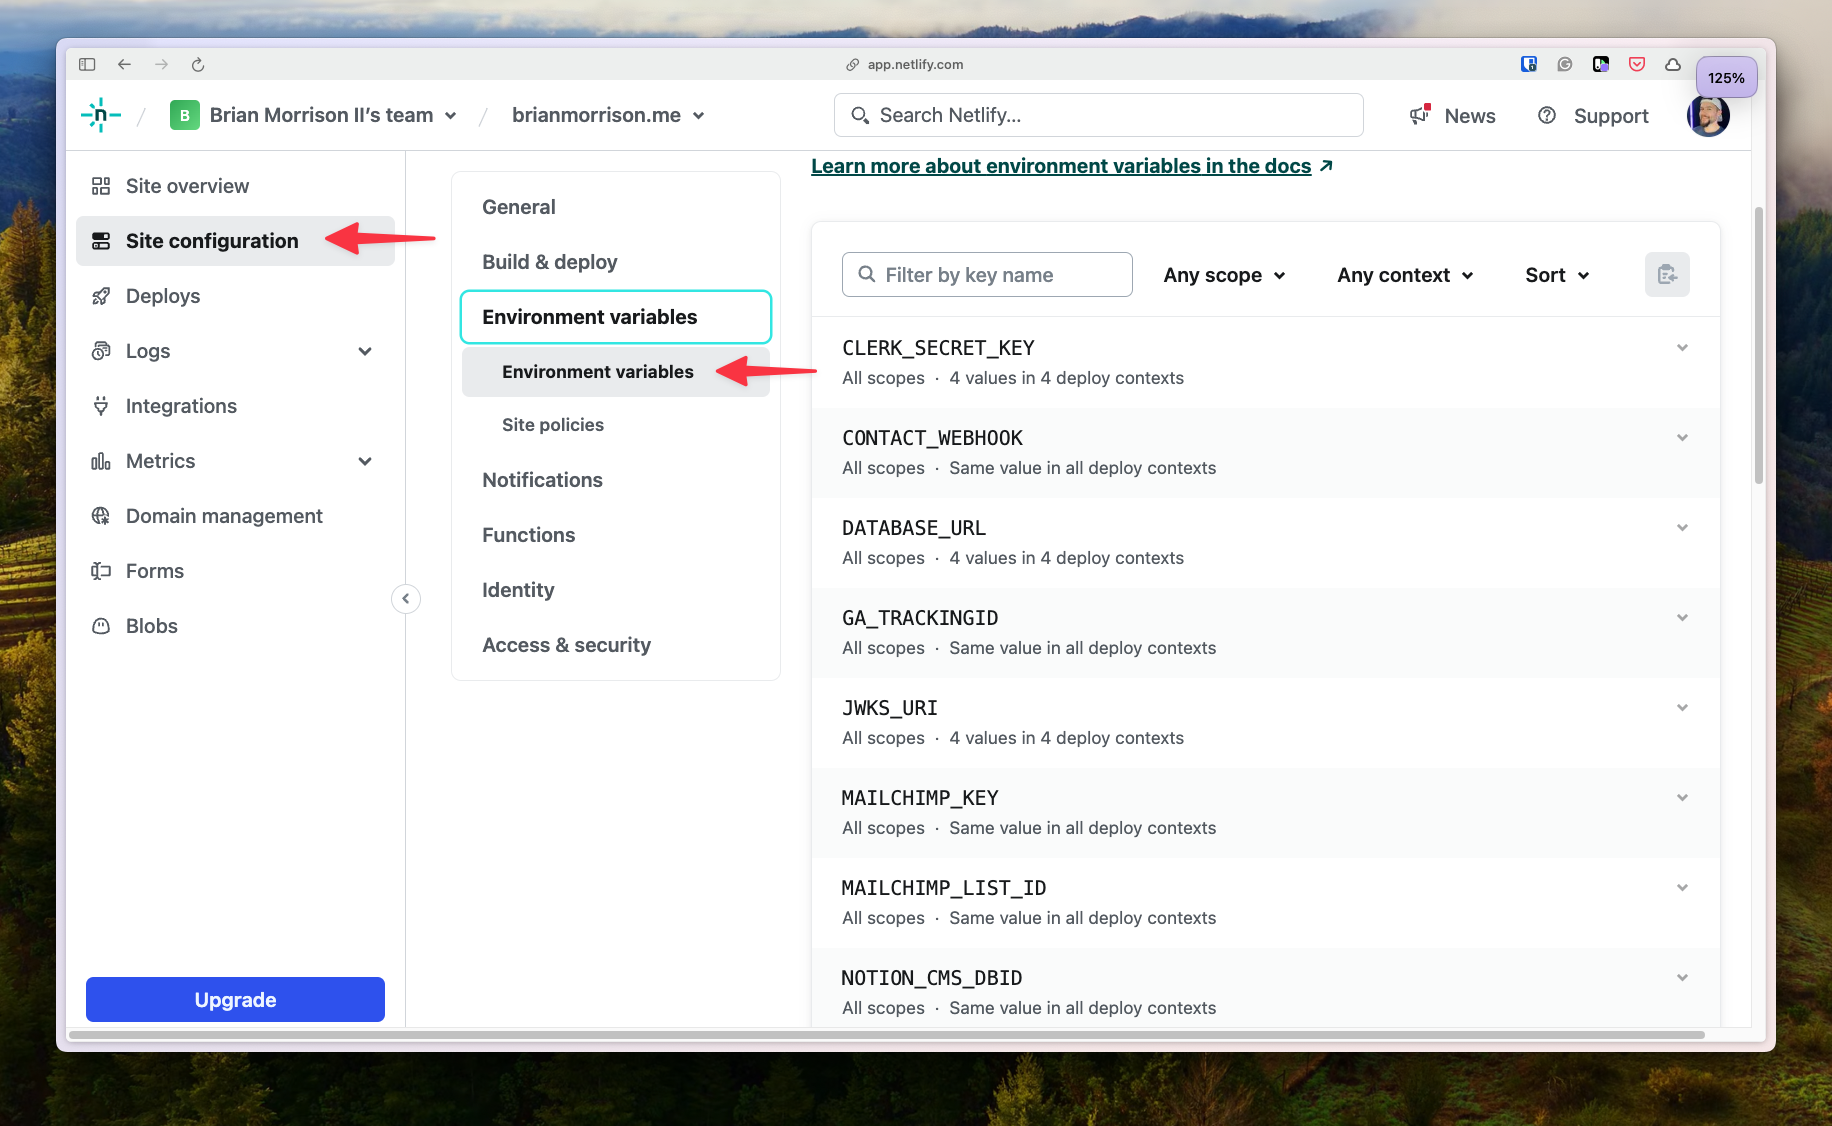 app.netlify.com
125%
n
B
Brian Morrison II's team
brianmorrison.me
Search Netlify...
News
Support
Site overview
Site configuration
Deploys
Logs
Integrations
Metrics
Domain management
Forms
Blobs
Upgrade
General
Build & deploy
Environment variables
Environment variables
Site policies
Notifications
Functions
Identity
Access & security
Learn more about environment variables in the docs
Filter by key name
Any scope
Any context
Sort
CLERK_SECRET_KEY
All scopes · 4 values in 4 deploy contexts
CONTACT_WEBHOOK
All scopes · Same value in all deploy contexts
DATABASE_URL
All scopes · 4 values in 4 deploy contexts
GA_TRACKINGID
All scopes · Same value in all deploy contexts
JWKS_URI
All scopes · 4 values in 4 deploy contexts
MAILCHIMP_KEY
All scopes · Same value in all deploy contexts
MAILCHIMP_LIST_ID
All scopes · Same value in all deploy contexts
NOTION_CMS_DBID
All scopes · Same value in all deploy contexts